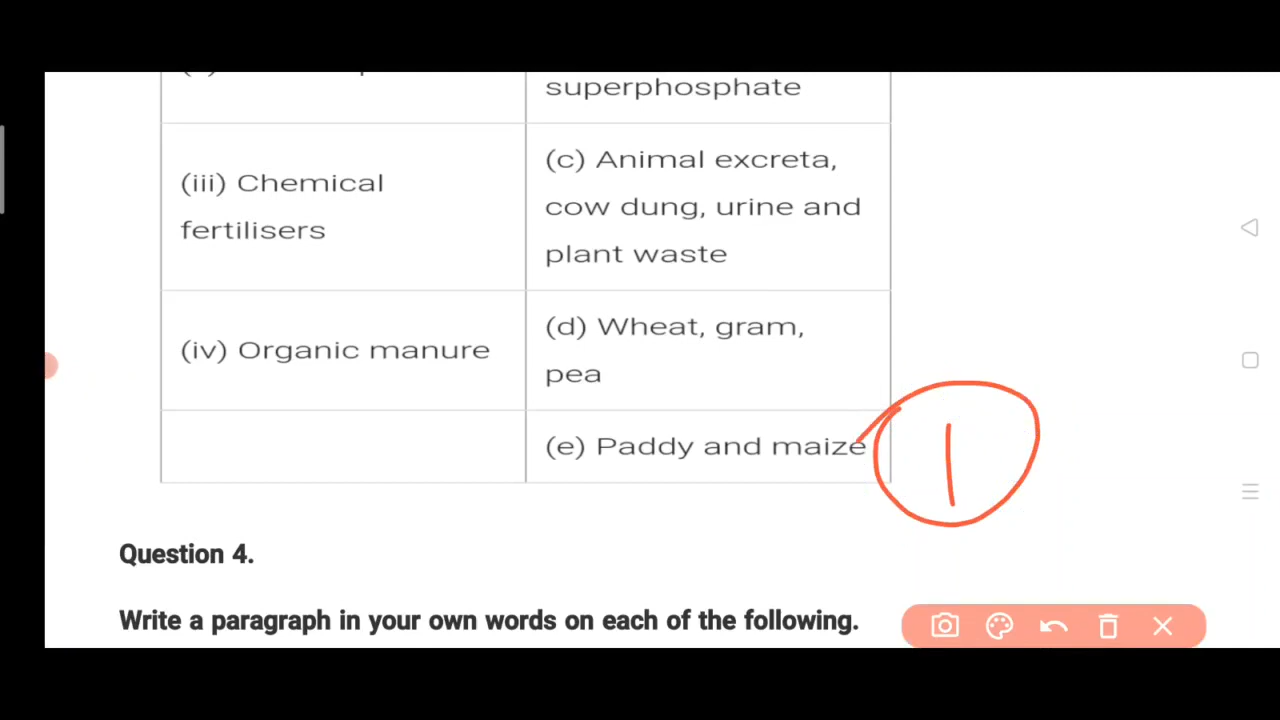 superphosphate
(iii) Chemical
fertilisers
(c) Animal excreta,
cow dung, urine and
plant waste
(iv) Organic manure
(d) Wheat, gram,
pea
(e) Paddy and maize
1
Question 4.
Write a paragraph in your own words on each of the following.